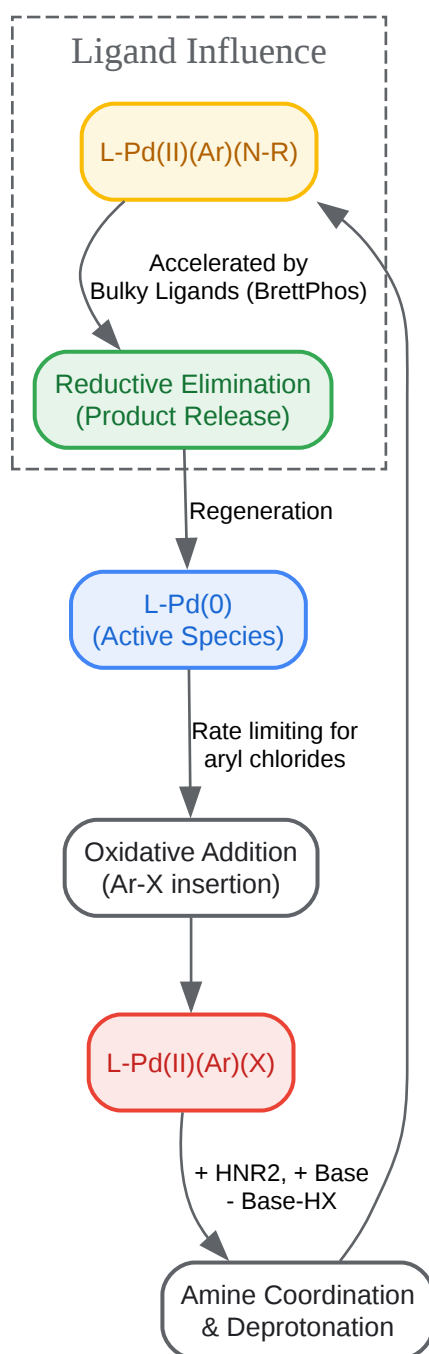 Ligand Influence
L-Pd(II)(Ar)(N-R)
Accelerated by
Bulky Ligands (BrettPhos)
Reductive Elimination
(Product Release)
Regeneration
L-Pd(0)
(Active Species)
Rate limiting for
aryl chlorides
Oxidative Addition
(Ar-X insertion)
L-Pd(II)(Ar)(X)
+ HNR2, + Base
- Base-HX
Amine Coordination
& Deprotonation